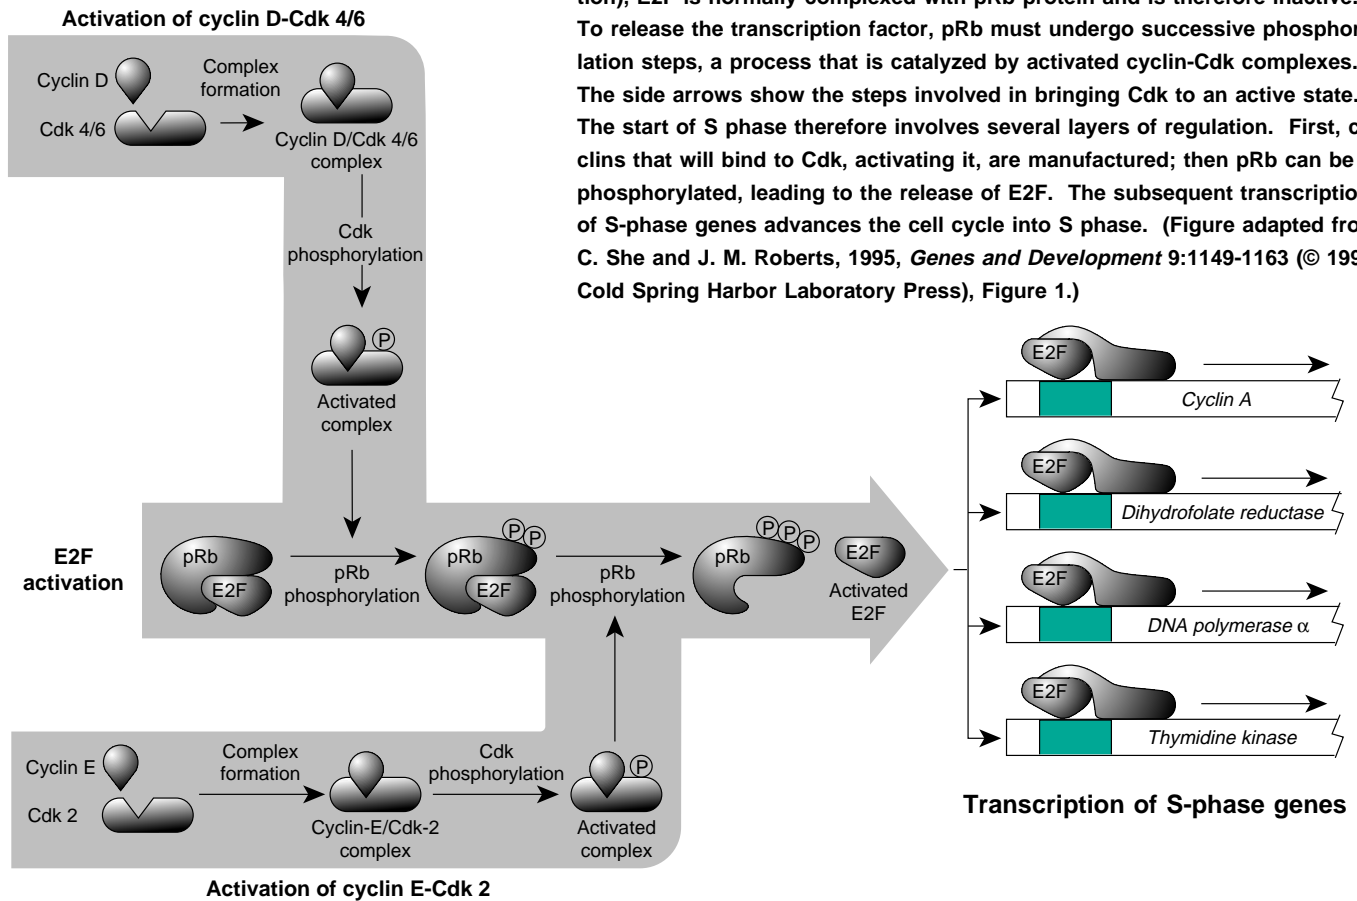 tion), E2F is normally complexed with pRb protein and is therefore inactive.
To release the transcription factor, pRb must undergo successive phosphor
lation steps, a process that is catalyzed by activated cyclin-Cdk complexes.
The side arrows show the steps involved in bringing Cdk to an active state.
The start of S phase therefore involves several layers of regulation. First, c
clins that will bind to Cdk, activating it, are manufactured; then pRb can be
phosphorylated, leading to the release of E2F. The subsequent transcriptio
of S-phase genes advances the cell cycle into S phase. (Figure adapted fro
C. She and J. M. Roberts, 1995, Genes and Development 9:1149-1163 (© 199
Cold Spring Harbor Laboratory Press), Figure 1.)
Activation of cyclin D-Cdk 4/6
Cyclin D
Cdk 4/6
Complex
formation
Cyclin D/Cdk 4/6
complex
Cdk
phosphorylation
P
Activated
complex
E2F
activation
pRb
E2F
pRb
phosphorylation
P P
pRb
E2F
pRb
phosphorylation
P P P
pRb
E2F
Activated
E2F
Cyclin E
Cdk 2
Complex
formation
Cyclin-E/Cdk-2
complex
Cdk
phosphorylation
P
Activated
complex
Activation of cyclin E-Cdk 2
E2F
Cyclin A
E2F
Dihydrofolate reductase
E2F
DNA polymerase α
E2F
Thymidine kinase
Transcription of S-phase genes